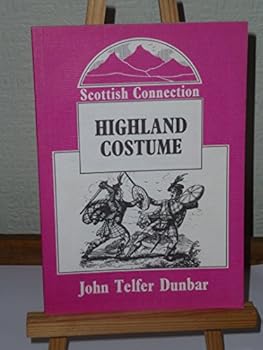 Scottish Connection
HIGHLAND
COSTUME
John Telfer Dunbar